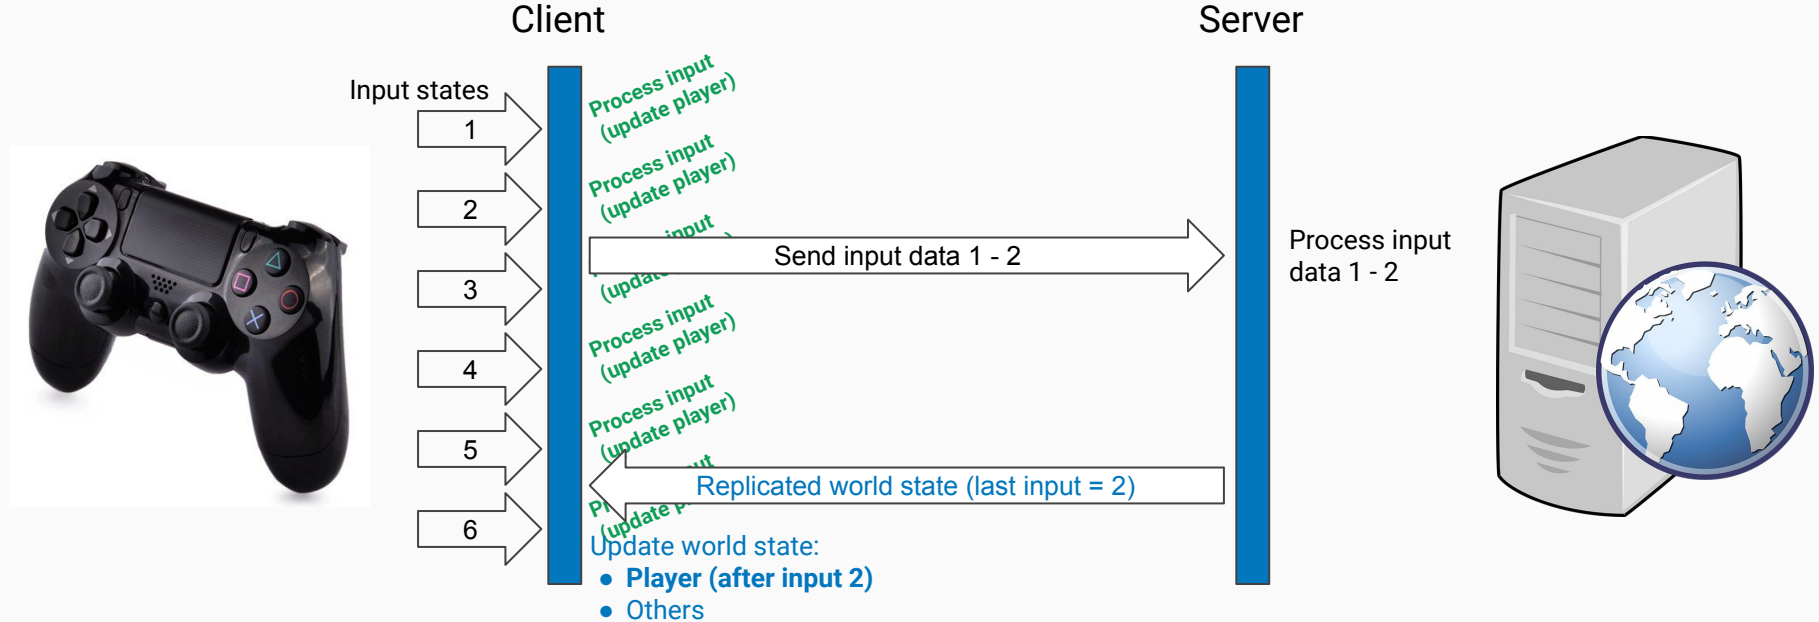 Client
Server
Input states
1
2
3
4
5
6
Process input
(update player)
Process input
(update player)
input
Process input
(update player)
Process input
(update player)
(update
Send input data 1 - 2
Process input
data 1 - 2
Replicated world state (last input = 2)
Update world state:
● Player (after input 2)
● Others